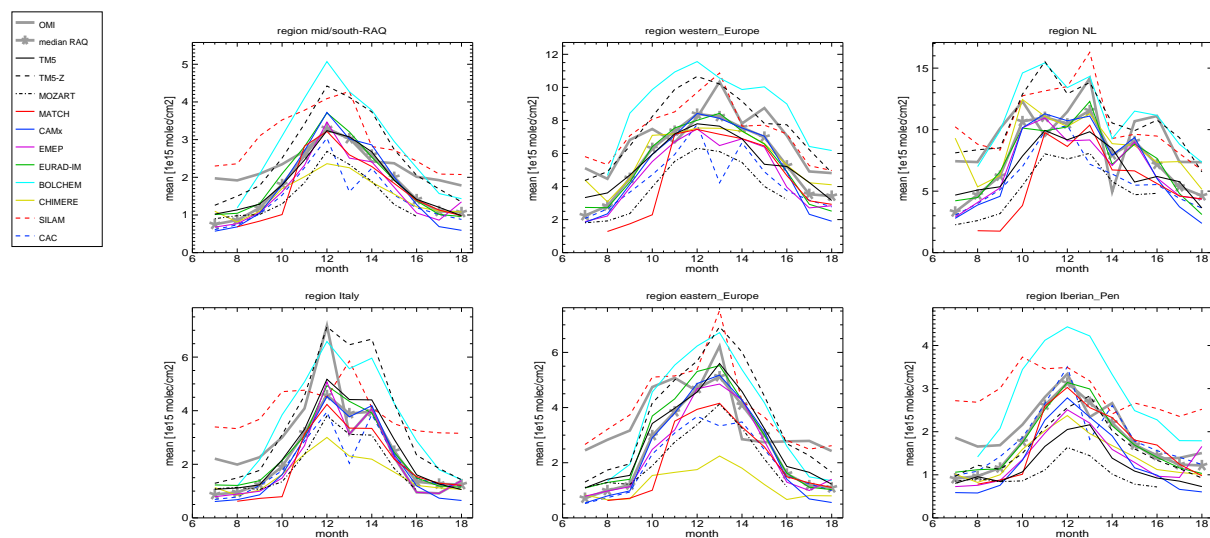 OMI
median RAQ
TM5
TM5-Z
MOZART
MATCH
CAMx
EMEP
EURAD-IM
BOLCHEM
CHIMERE
SILAM
CAC
region mid/south-RAQ
mean [1e15 molec/cm2]
5
4
3
2
1
0
6 8 10 12 14 16 18
month
region western_Europe
mean [1e15 molec/cm2]
12
10
8
6
4
2
0
6 8 10 12 14 16 18
month
region NL
mean [1e15 molec/cm2]
15
10
5
0
6 8 10 12 14 16 18
month
region Italy
mean [1e15 molec/cm2]
6
4
2
0
6 8 10 12 14 16 18
month
region eastern_Europe
mean [1e15 molec/cm2]
6
4
2
0
6 8 10 12 14 16 18
month
region Iberian_Pen
mean [1e15 molec/cm2]
4
3
2
1
0
6 8 10 12 14 16 18
month